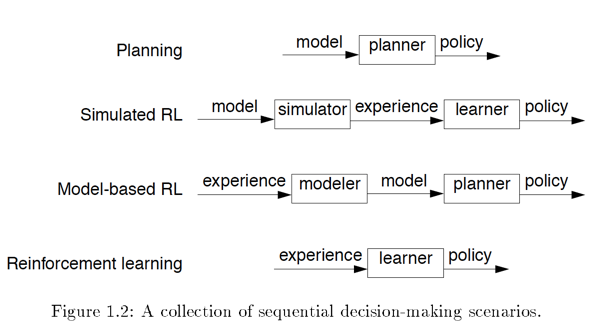 Planning model planner policy
Simulated RL model simulator experience learner policy
Model-based RL experience modeler model planner policy
Reinforcement learning experience learner policy
Figure 1.2: A collection of sequential decision-making scenarios.